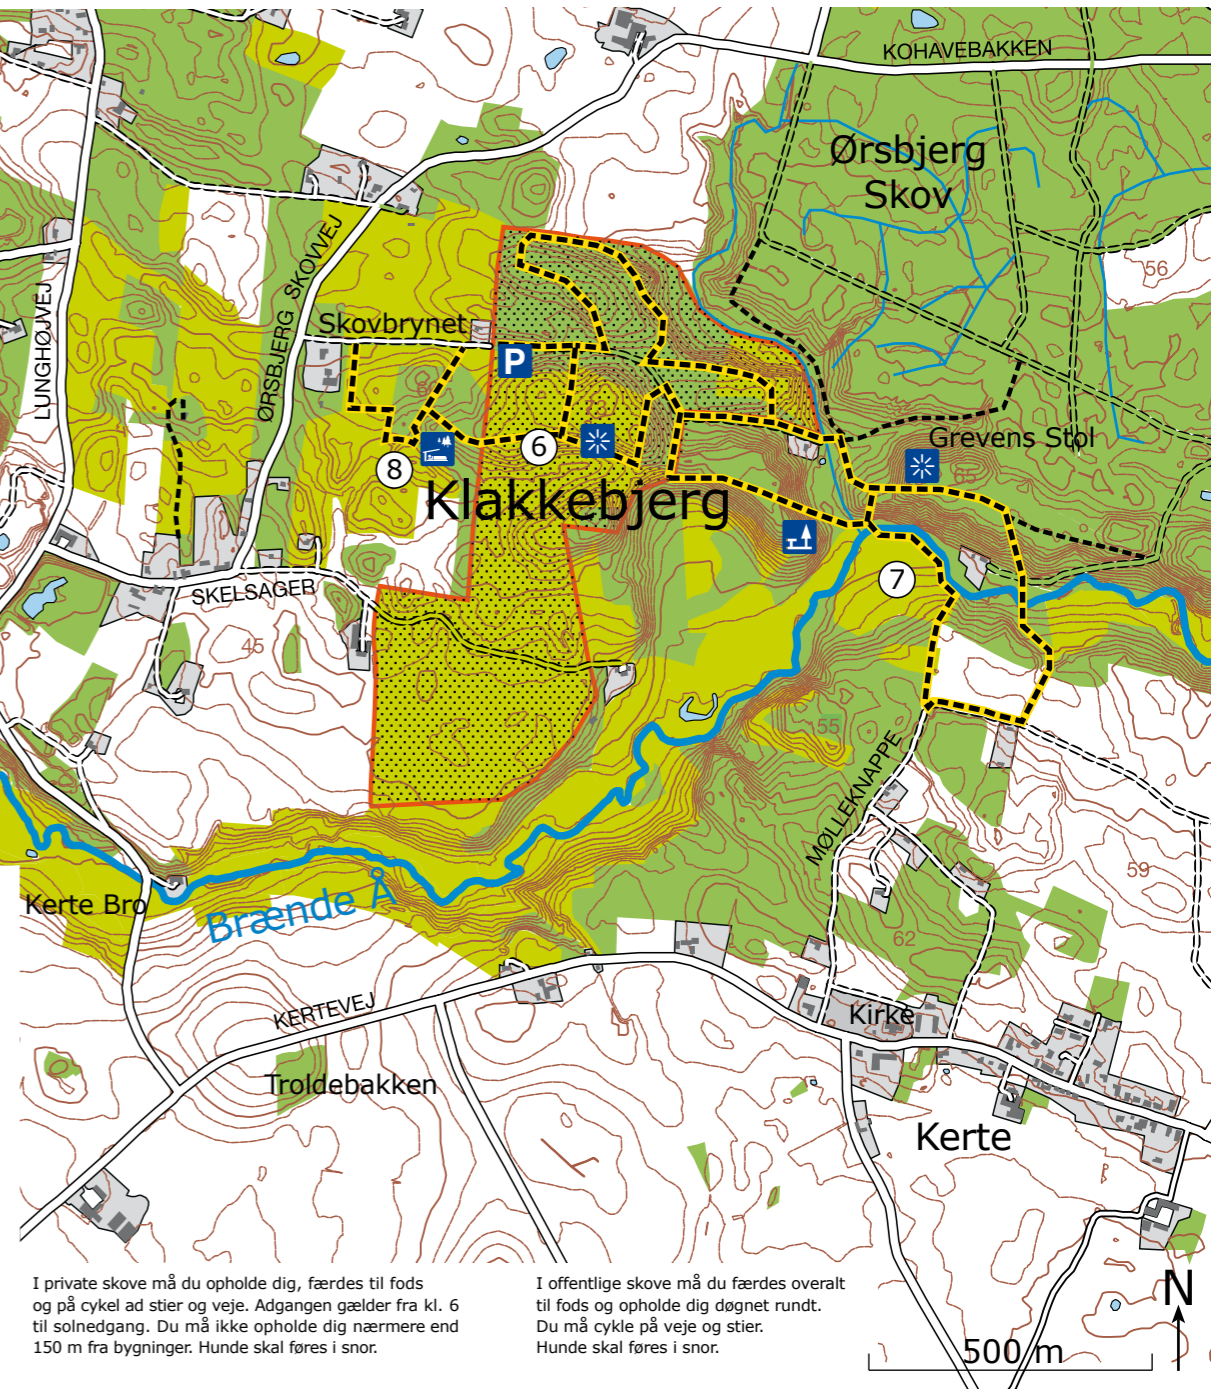 KOHAVEBAKKEN
Ørsbjerg
Skov
56
LUNGHØJVEJ
ØRSBJERG SKOVVEJ
Skovbrynet
P
Grevens Stol
65
6
8
Klakkebjerg
7
SKELSAGER
45
55
MØLLEKNAPPE
59
Kerte Bro
Brænde Å
62
KERTEVEJ
Kirke
Troldebakken
Kerte
I private skove må du opholde dig, færdes til fods
og på cykel ad stier og veje. Adgangen gælder fra kl. 6
til solnedgang. Du må ikke opholde dig nærmere end
150 m fra bygninger. Hunde skal føres i snor.
I offentlige skove må du færdes overalt
til fods og opholde dig døgnet rundt.
Du må cykle på veje og stier.
Hunde skal føres i snor.
N
500 m